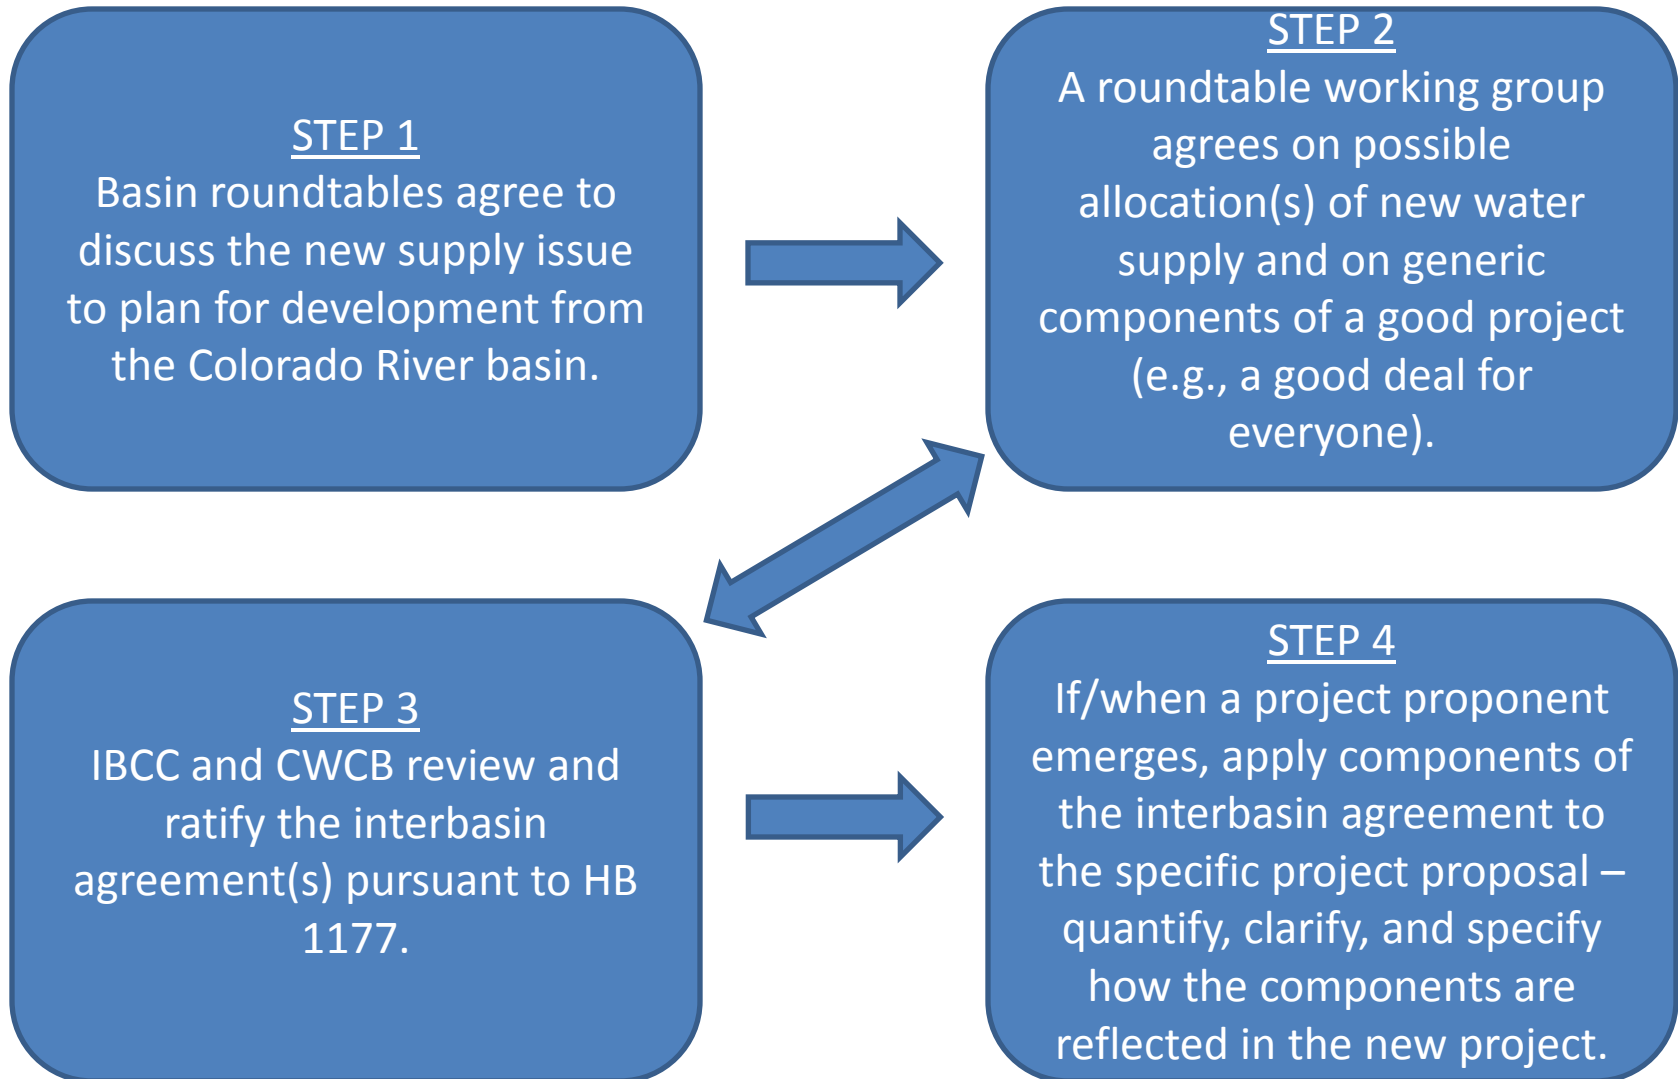 STEP 1
Basin roundtables agree to
discuss the new supply issue
to plan for development from
the Colorado River basin.
STEP 2
A roundtable working group
agrees on possible
allocation(s) of new water
supply and on generic
components of a good project
(e.g., a good deal for
everyone).
STEP 3
IBCC and CWCB review and
ratify the interbasin
agreement(s) pursuant to HB
1177.
STEP 4
If/when a project proponent
emerges, apply components of
the interbasin agreement to
the specific project proposal –
quantify, clarify, and specify
how the components are
reflected in the new project.